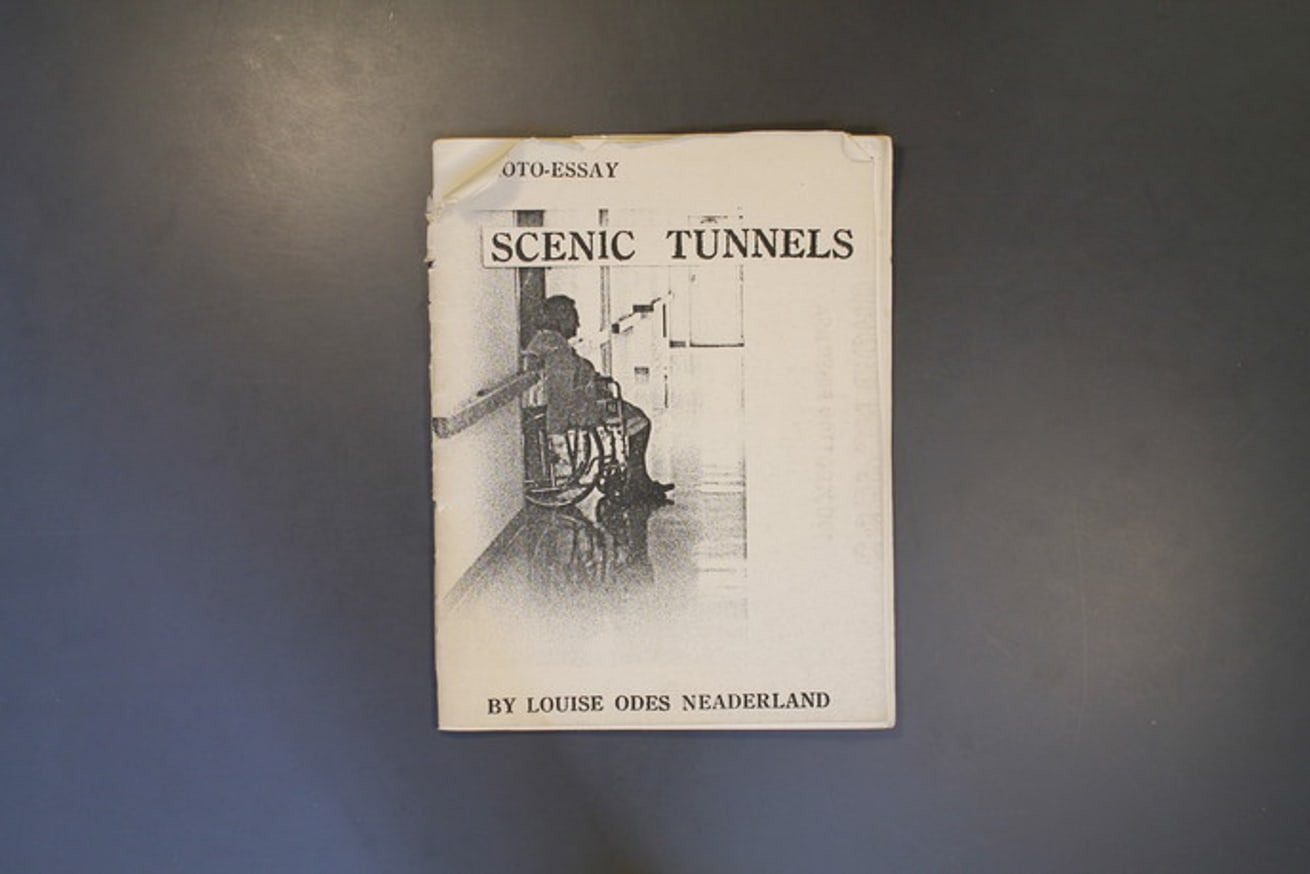 OTO-ESSAY
SCENIC TUNNELS
BY LOUISE ODES NEADERLAND